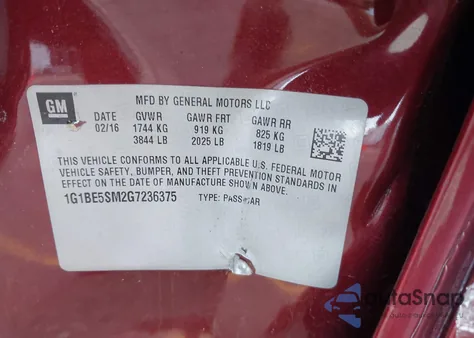 GM
MFD BY GENERAL MOTORS LLC
DATE GVWR GAWR FRT GAWR RR
02/16 1744 KG 919 KG 825 KG
3844 LB 2025 LB 1819 LB
THIS VEHICLE CONFORMS TO ALL APPLICABLE U.S. FEDERAL MOTOR
VEHICLE SAFETY, BUMPER, AND THEFT PREVENTION STANDARDS IN
EFFECT ON THE DATE OF MANUFACTURE SHOWN ABOVE.
1G1BE5SM2G7236375 TYPE: PASSCAR
AutoSnap